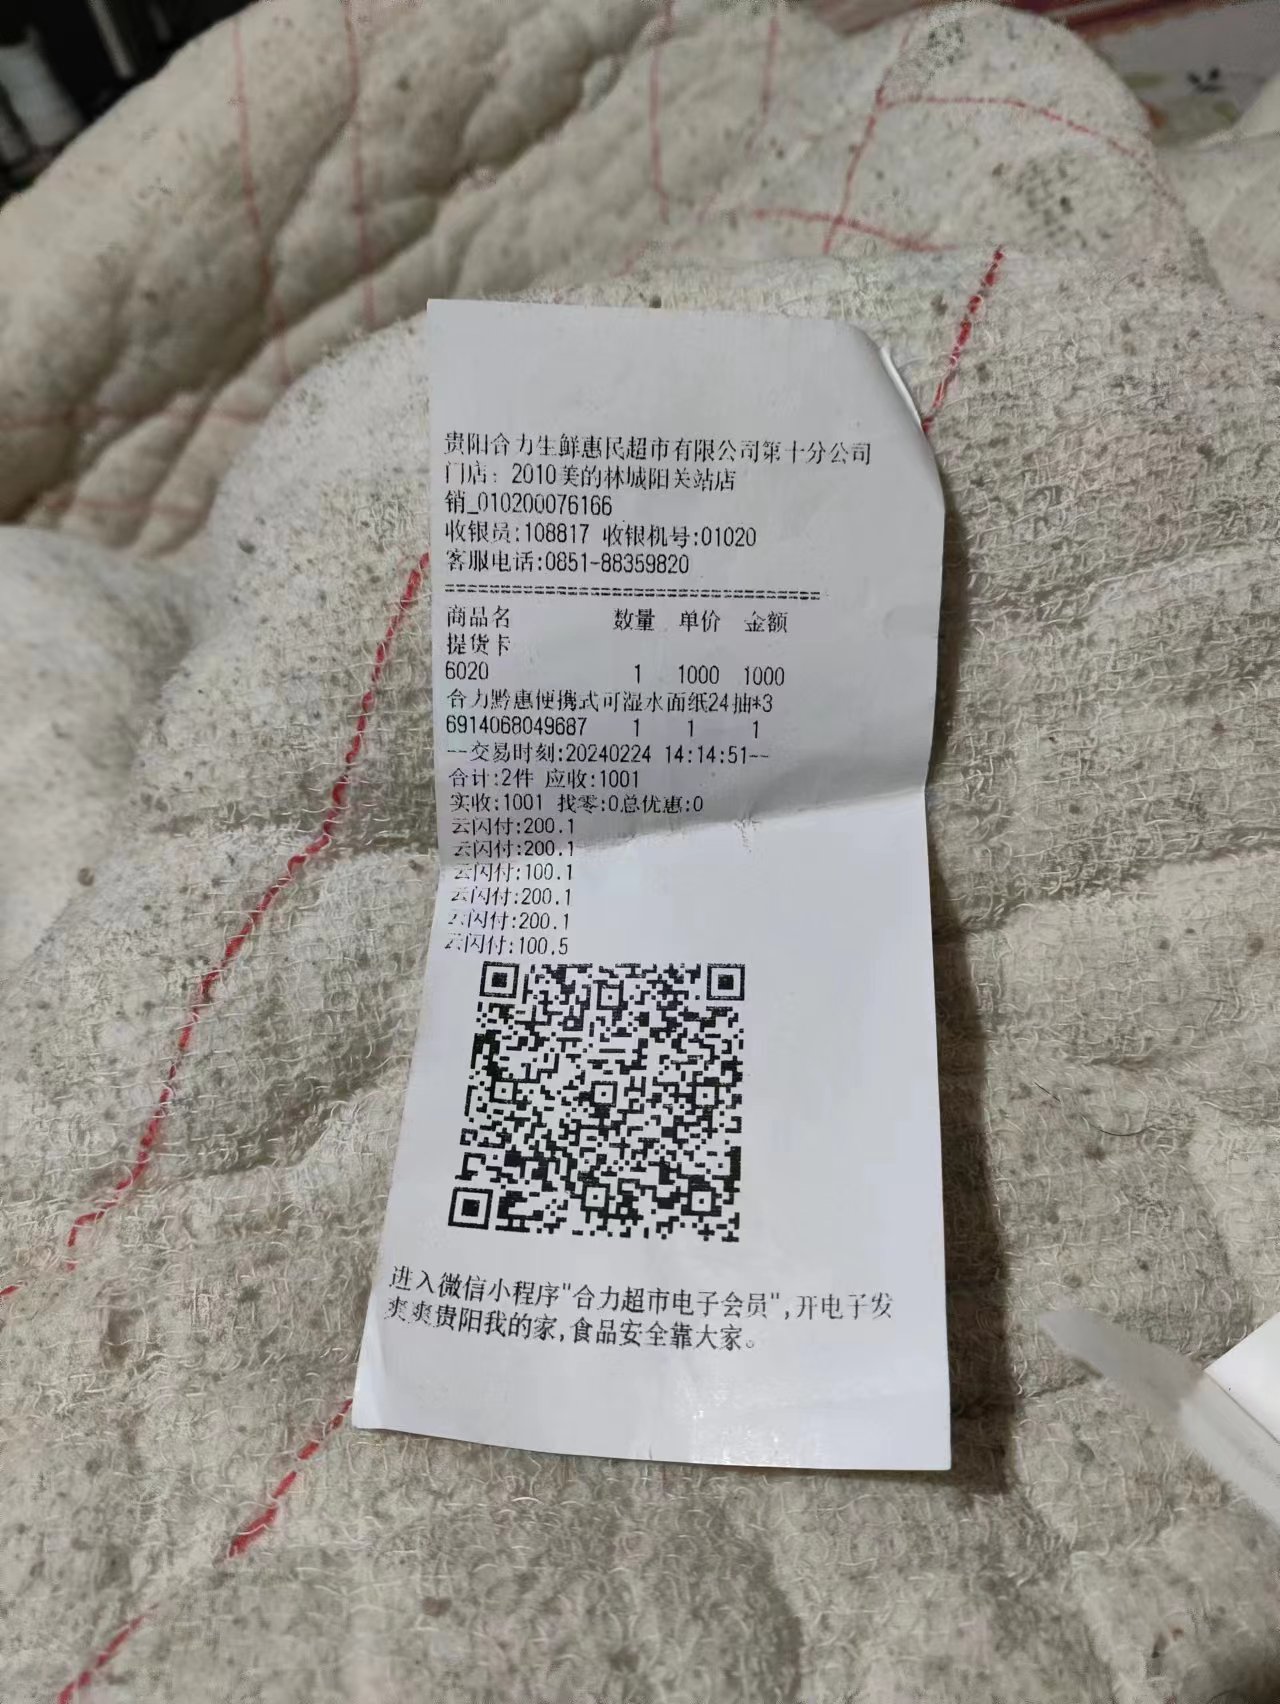 贵阳合力生鲜惠民超市有限公司第十分公司
门店: 2010美的林城阳关站店
销_010200076166
收银员:108817 收银机号:01020
客服电话:0851-88359820
==========================================
商品名 数量 单价 金额
提货卡
6020 1 1000 1000
合力黔惠便携式可湿水面纸24抽*3
6914068049687 1 1 1
--交易时刻:20240224 14:14:51--
合计:2件 应收:1001
实收:1001 找零:0总优惠:0
云闪付:200.1
云闪付:200.1
云闪付:100.1
云闪付:200.1
云闪付:200.1
云闪付:100.5
进入微信小程序"合力超市电子会员",开电子发
爽爽贵阳我的家,食品安全靠大家。